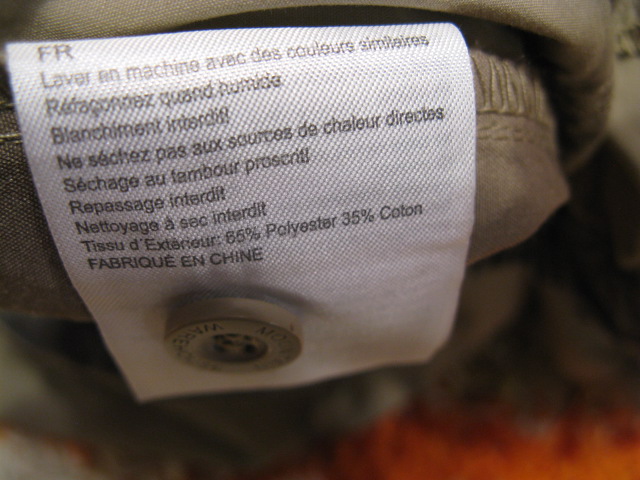 FR
Laver en machine avec des couleurs similaires
Réfaçonnez quand humide
Blanchiment interdit!
Ne séchez pas aux sources de chaleur directes
Séchage au tambour proscrit!
Repassage interdit
Nettoyage à sec interdit
Tissu d'Extérieur: 65% Polyester 35% Coton
FABRIQUÉ EN CHINE